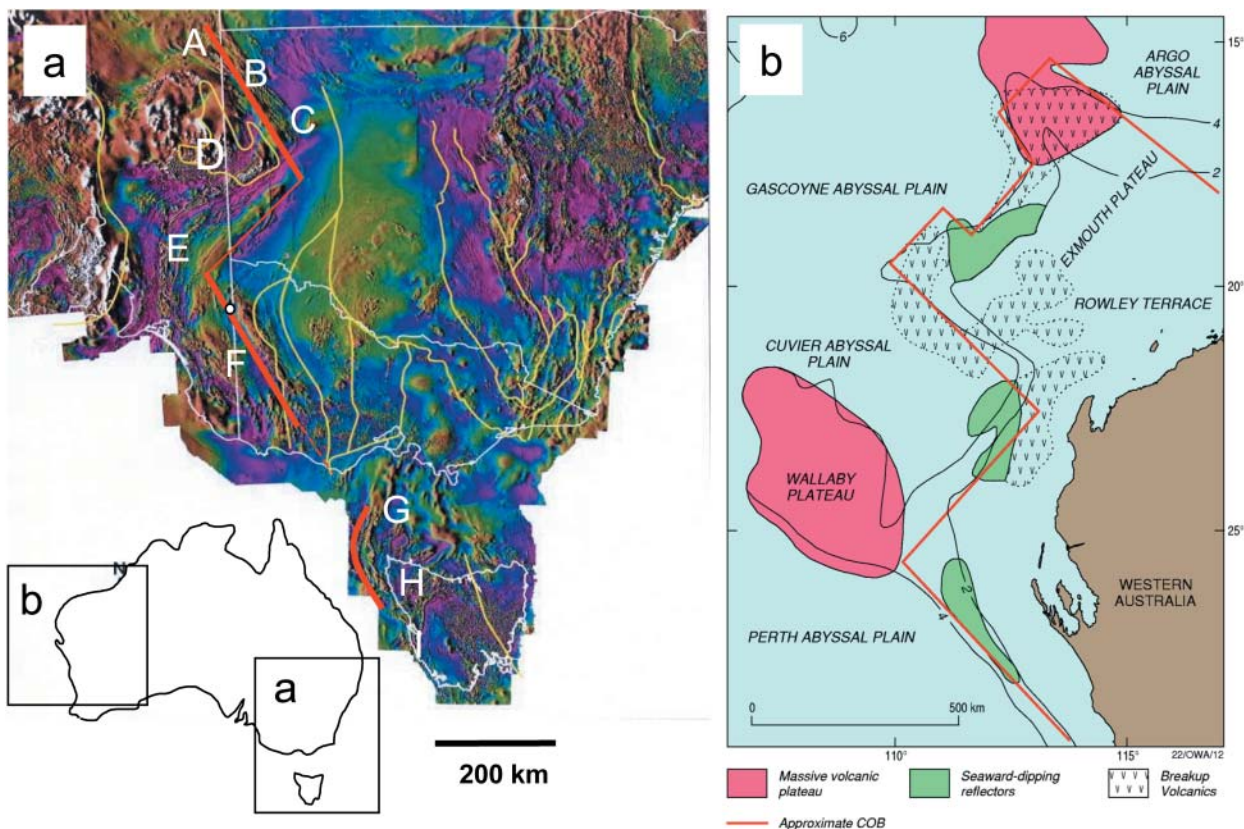 a
A
B
C
D
E
F
G
H
N
b
a
200 km
b
6
15°
ARGO
ABYSSAL
PLAIN
4
2
GASCOYNE ABYSSAL PLAIN
EXMOUTH PLATEAU
20°
ROWLEY TERRACE
CUVIER ABYSSAL
PLAIN
WALLABY
PLATEAU
25°
WESTERN
AUSTRALIA
2
4
PERTH ABYSSAL PLAIN
0
500 km
110°
115°
22/OWA/12
Massive volcanic
plateau
Seaward-dipping
reflectors
Breakup
Volcanics
Approximate COB